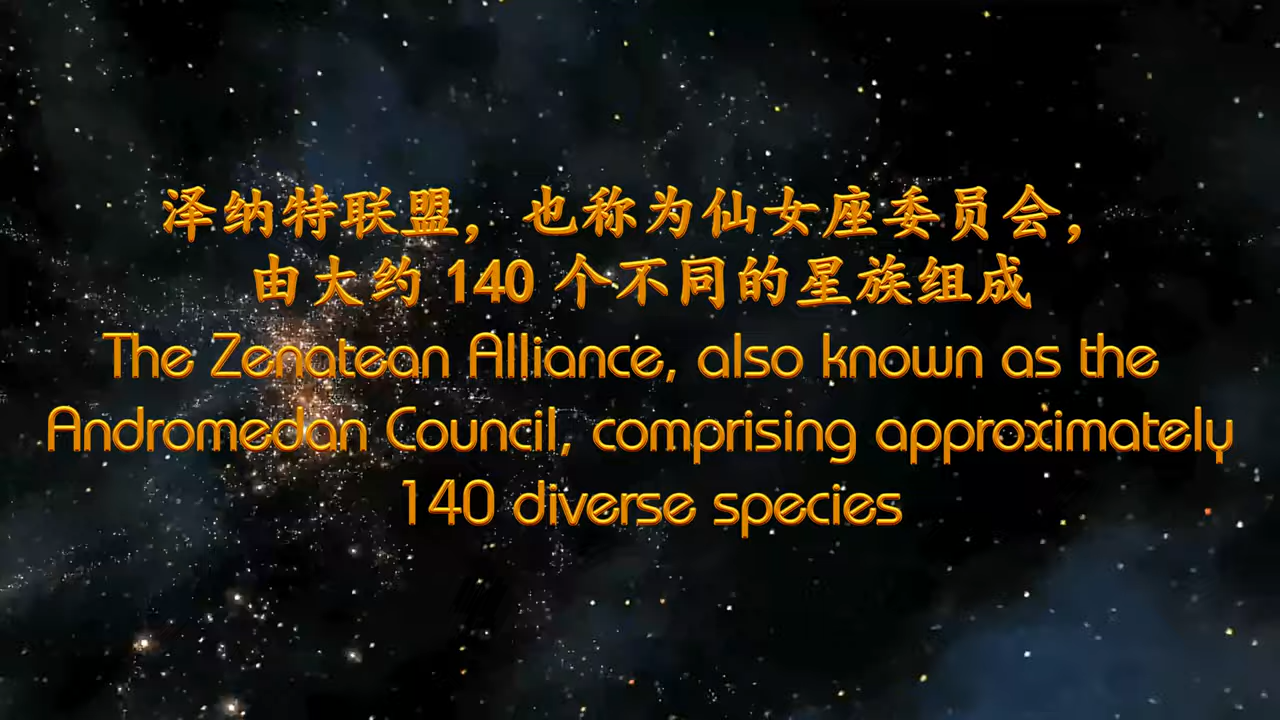 泽纳特联盟，也称为仙女座委员会，
由大约 140 个不同的星族组成
The Zenatean Alliance, also known as the
Andromedan Council, comprising approximately
140 diverse species